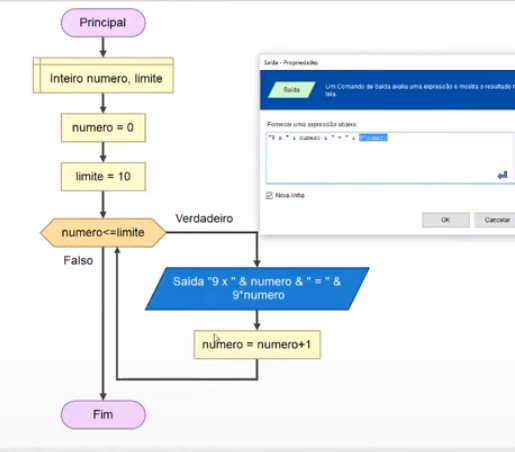 Principal
Inteiro numero, limite
numero = 0
limite = 10
numero<=limite
Verdadeiro
Falso
Saída "9 x " & numero & " = " &
9*numero
numero = numero+1
Fim
Saída - Propriedades
Saída
Um Comando de Saída avalia uma expressão e mostra o resultado n
tela.
Fornecer uma expressão abaixo
"9 x " & numero & " = " & 9*numero
Nova linha
OK
Cancelar